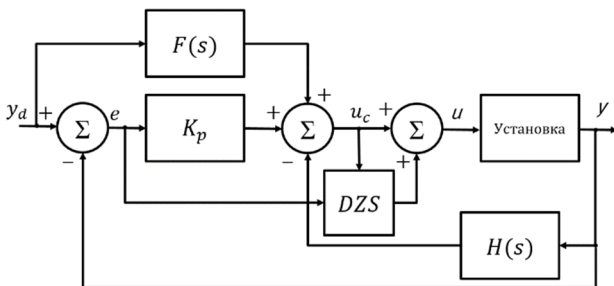 F(s)
+
y_d
+
Σ
−
e
K_p
+
Σ
−
u_c
+
Σ
+
u
Установка
y
DZS
H(s)